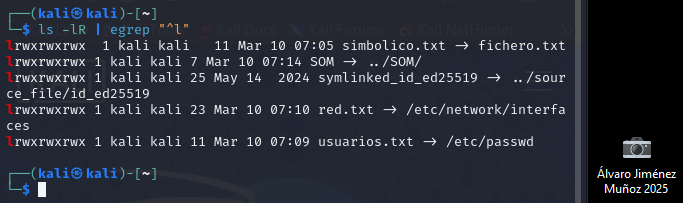 ┌──(kali㉿kali)-[~]
└─$ ls -lR | egrep "^l"
lrwxrwxrwx  1 kali kali   11 Mar 10 07:05 simbolico.txt → fichero.txt
lrwxrwxrwx 1 kali kali 7 Mar 10 07:14 SOM → ../SOM/
lrwxrwxrwx 1 kali kali 25 May 14  2024 symlinked_id_ed25519 → ../sour
ce_file/id_ed25519
lrwxrwxrwx 1 kali kali 23 Mar 10 07:10 red.txt → /etc/network/interfa
ces
lrwxrwxrwx 1 kali kali 11 Mar 10 07:09 usuarios.txt → /etc/passwd
┌──(kali㉿kali)-[~]
└─$
Álvaro Jiménez
Muñoz 2025